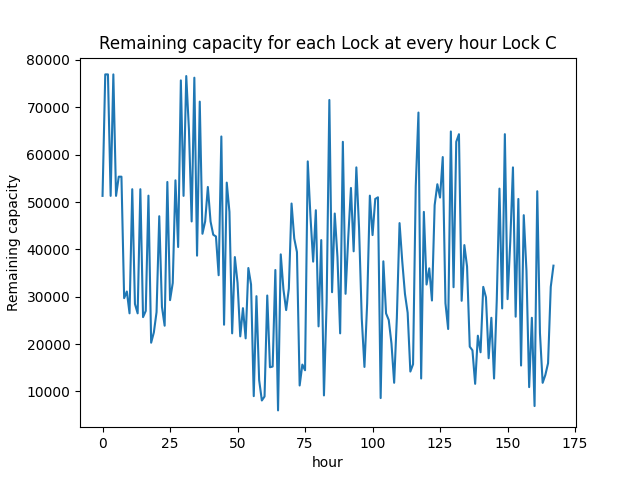 Remaining capacity for each Lock at every hour Lock C
80000
70000
60000
50000
40000
30000
20000
10000
Remaining capacity
0 25 50 75 100 125 150 175
hour